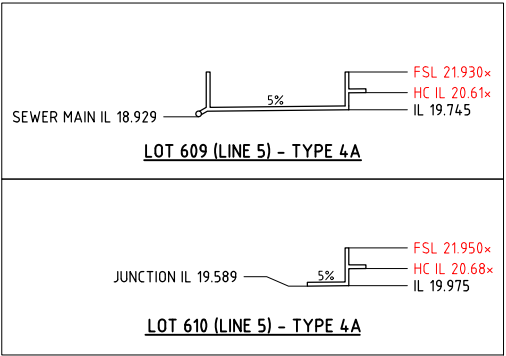 FSL 21.930×
5%
HC IL 20.61×
SEWER MAIN IL 18.929
IL 19.745
LOT 609 (LINE 5) - TYPE 4A
FSL 21.950×
JUNCTION IL 19.589
5%
HC IL 20.68×
IL 19.975
LOT 610 (LINE 5) - TYPE 4A